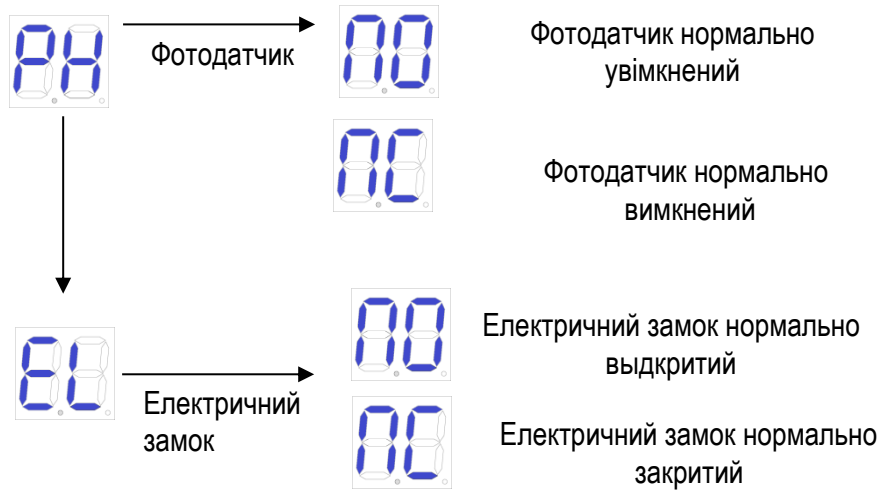 PH
Фотодатчик
NO
Фотодатчик нормально
увімкнений
NC
Фотодатчик нормально
вимкнений
EL
Електричний
замок
NO
Електричний замок нормально
выдкритий
NC
Електричний замок нормально
закритий